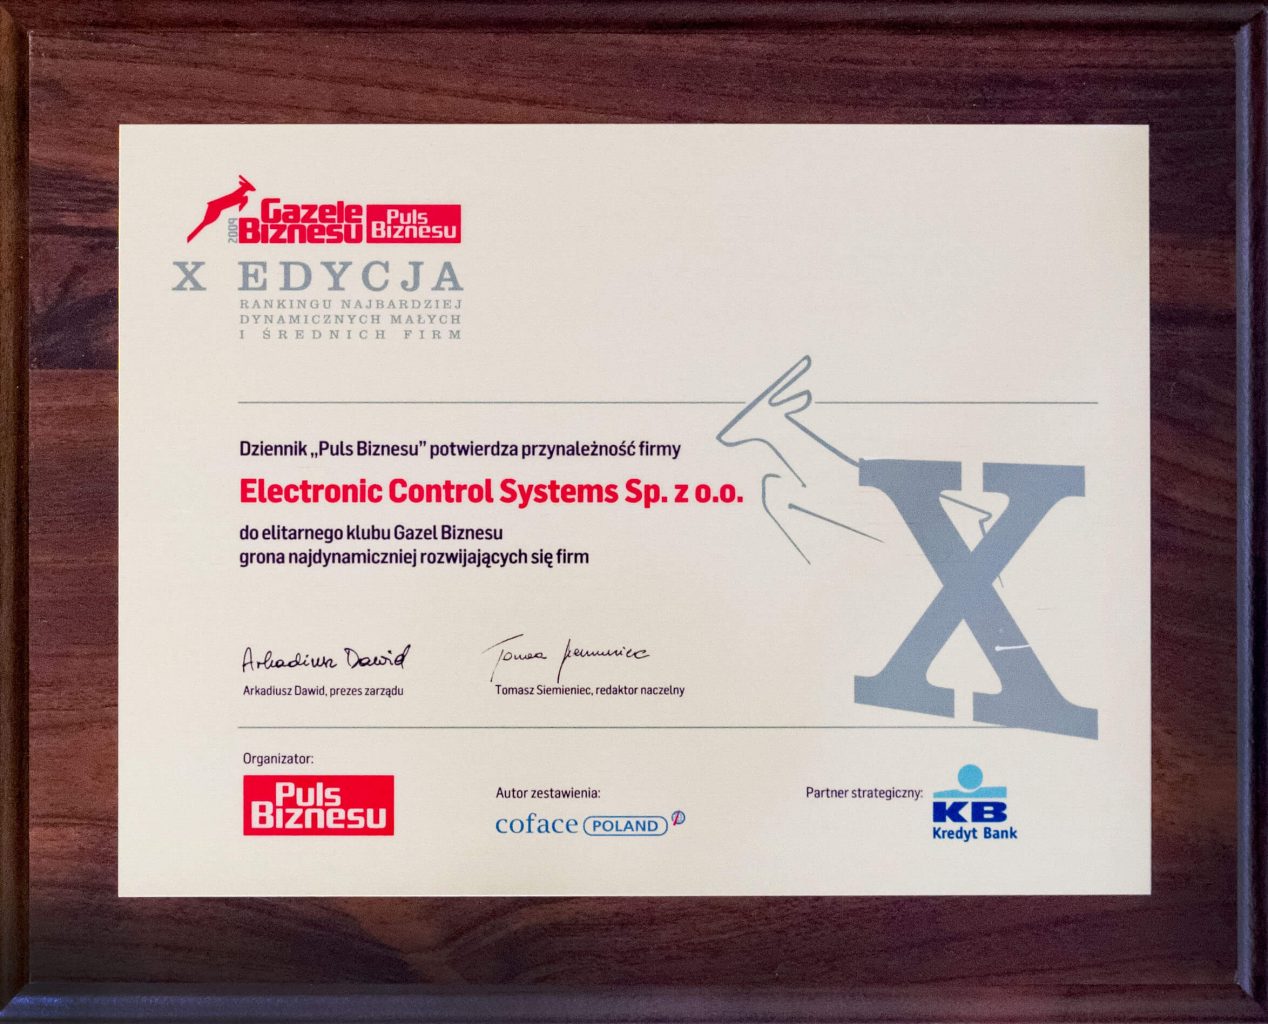 2009
Gazele
Biznesu
Puls
Biznesu
X EDYCJA
RANKINGU NAJBARDZIEJ
DYNAMICZNYCH MAŁYCH
I ŚREDNICH FIRM
Dziennik „Puls Biznesu” potwierdza przynależność firmy
Electronic Control Systems Sp. z o.o.
do elitarnego klubu Gazel Biznesu
grona najdynamiczniej rozwijających się firm
X
Arkadiusz Dawid
Arkadiusz Dawid, prezes zarządu
Tomasz Siemieniec
Tomasz Siemieniec, redaktor naczelny
Organizator:
Puls
Biznesu
Autor zestawienia:
coface POLAND
Partner strategiczny:
KB
Kredyt Bank